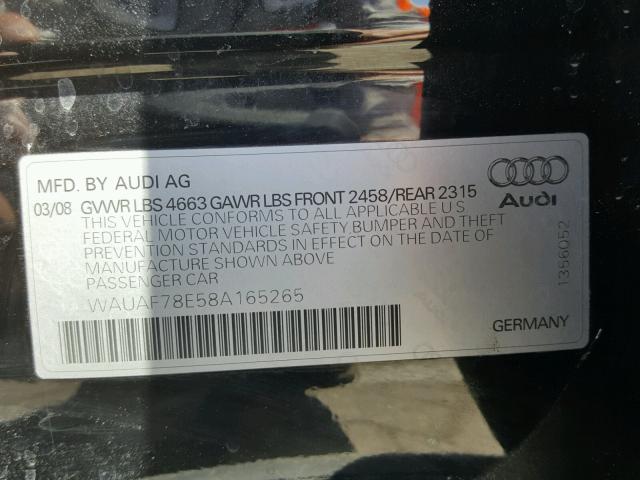 MFD. BY AUDI AG
03/08 GVWR LBS 4663 GAWR LBS FRONT 2458/REAR 2315
THIS VEHICLE CONFORMS TO ALL APPLICABLE U S
FEDERAL MOTOR VEHICLE SAFETY BUMPER AND THEFT
PREVENTION STANDARDS IN EFFECT ON THE DATE OF
MANUFACTURE SHOWN ABOVE
PASSENGER CAR
WAUAF78E58A165265
Audi
1356052
GERMANY